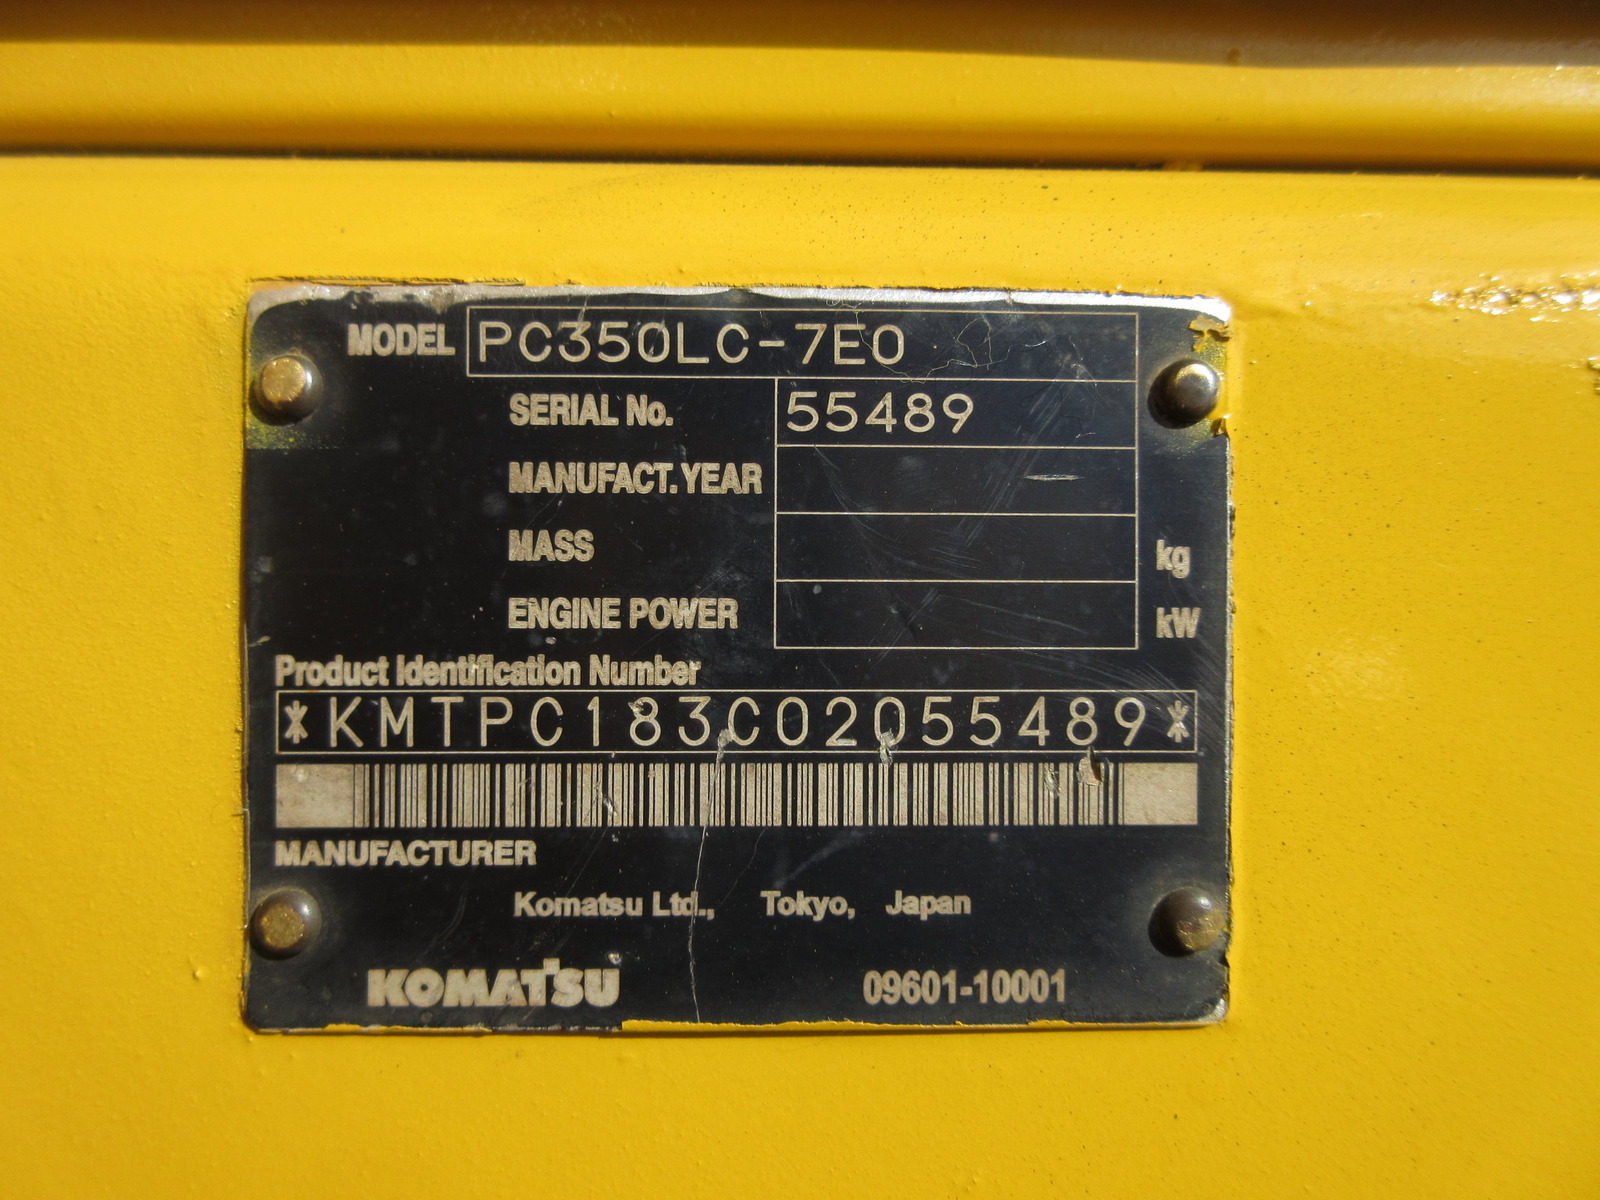 MODEL PC350LC-7E0
SERIAL No. 55489
MANUFACT. YEAR
MASS kg
ENGINE POWER kW
Product Identification Number
*KMTPC183C02055489*
MANUFACTURER
Komatsu Ltd., Tokyo, Japan
KOMATSU 09601-10001